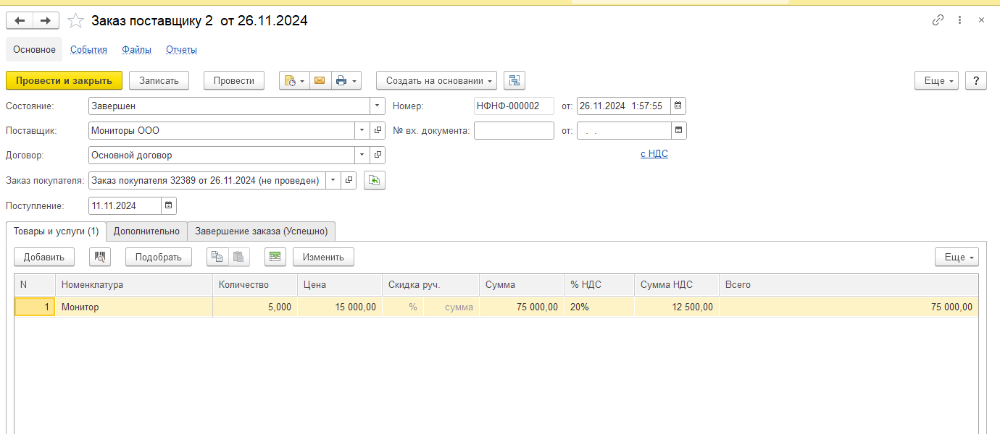 Заказ поставщику 2 от 26.11.2024
Основное События Файлы Отчеты
Провести и закрыть Записать Провести Создать на основании Еще ?
Состояние: Завершен Номер: НФНФ-000002 от: 26.11.2024 1:57:55
Поставщик: Мониторы ООО № вх. документа: от: . .
Договор: Основной договор с НДС
Заказ покупателя: Заказ покупателя 32389 от 26.11.2024 (не проведен)
Поступление: 11.11.2024
Товары и услуги (1) Дополнительно Завершение заказа (Успешно)
Добавить Подобрать Изменить Еще
N Номенклатура Количество Цена Скидка руч. Сумма % НДС Сумма НДС Всего
1 Монитор 5,000 15 000,00 % сумма 75 000,00 20% 12 500,00 75 000,00